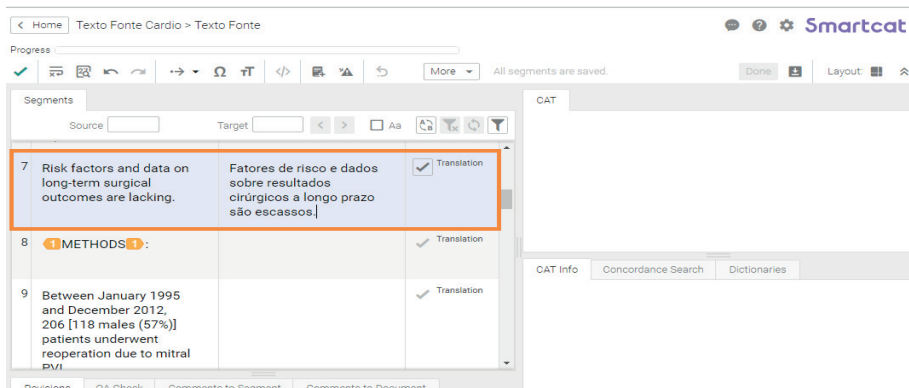 Home Texto Fonte Cardio > Texto Fonte Smartcat
Progress
More All segments are saved. Done Layout:
Segments CAT
Source Target Aa
7 Risk factors and data on Fatores de risco e dados Translation
long-term surgical sobre resultados
outcomes are lacking. cirúrgicos a longo prazo
são escassos.
8 1 METHODS 1 : Translation
CAT Info Concordance Search Dictionaries
9 Between January 1995 Translation
and December 2012,
206 [118 males (57%)]
patients underwent
reoperation due to mitral
PVL
Revisions QA Check Comments to Segment Comments to Document